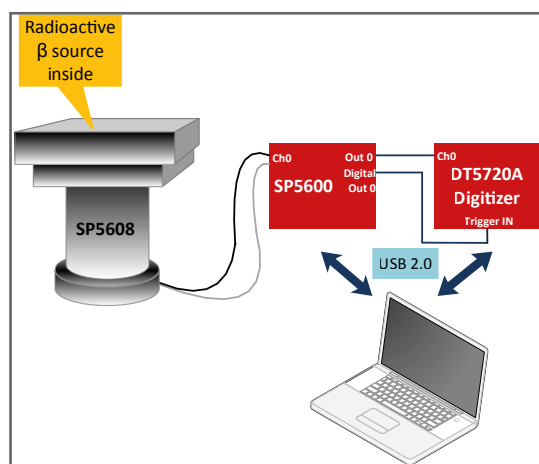 Radioactive
β source
inside
SP5608
Ch0
Out 0
SP5600
Digital
Out 0
Ch0
DT5720A
Digitizer
Trigger IN
USB 2.0